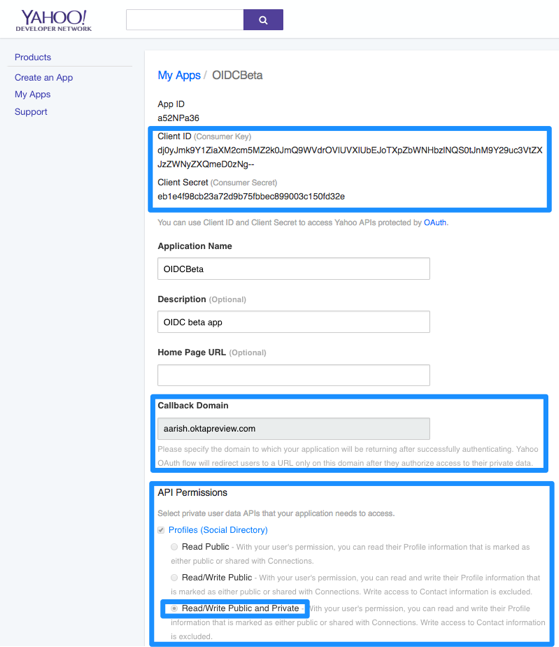 YAHOO!
DEVELOPER NETWORK
Products
Create an App
My Apps
Support
My Apps / OIDCBeta
App ID
a52NPa36
Client ID (Consumer Key)
dj0yJmk9Y1ZiaXM2cm5MZ2k0JmQ9WVdrOVlUVXlUbEJoTXpZbWNHbzlNQS0tJnM9Y29uc3VtZX
JzZWNyZXQmeD0zNg--
Client Secret (Consumer Secret)
eb1e4f98cb23a72d9b75fbbec899003c150fd32e
You can use Client ID and Client Secret to access Yahoo APIs protected by OAuth.
Application Name
OIDCBeta
Description (Optional)
OIDC beta app
Home Page URL (Optional)
Callback Domain
aarish.oktapreview.com
Please specify the domain to which your application will be returning after successfully authenticating. Yahoo
OAuth flow will redirect users to a URL only on this domain after they authorize access to their private data.
API Permissions
Select private user data APIs that your application needs to access.
Profiles (Social Directory)
Read Public - With your user's permission, you can read their Profile information that is marked as
either public or shared with Connections.
Read/Write Public - With your user's permission, you can read and write their Profile information that
is marked as public or shared with Connections. Write access to Contact information is excluded.
Read/Write Public and Private - With your user's permission, you can read and write their Profile
information that is marked as either public or shared with Connections. Write access to Contact information
is excluded.